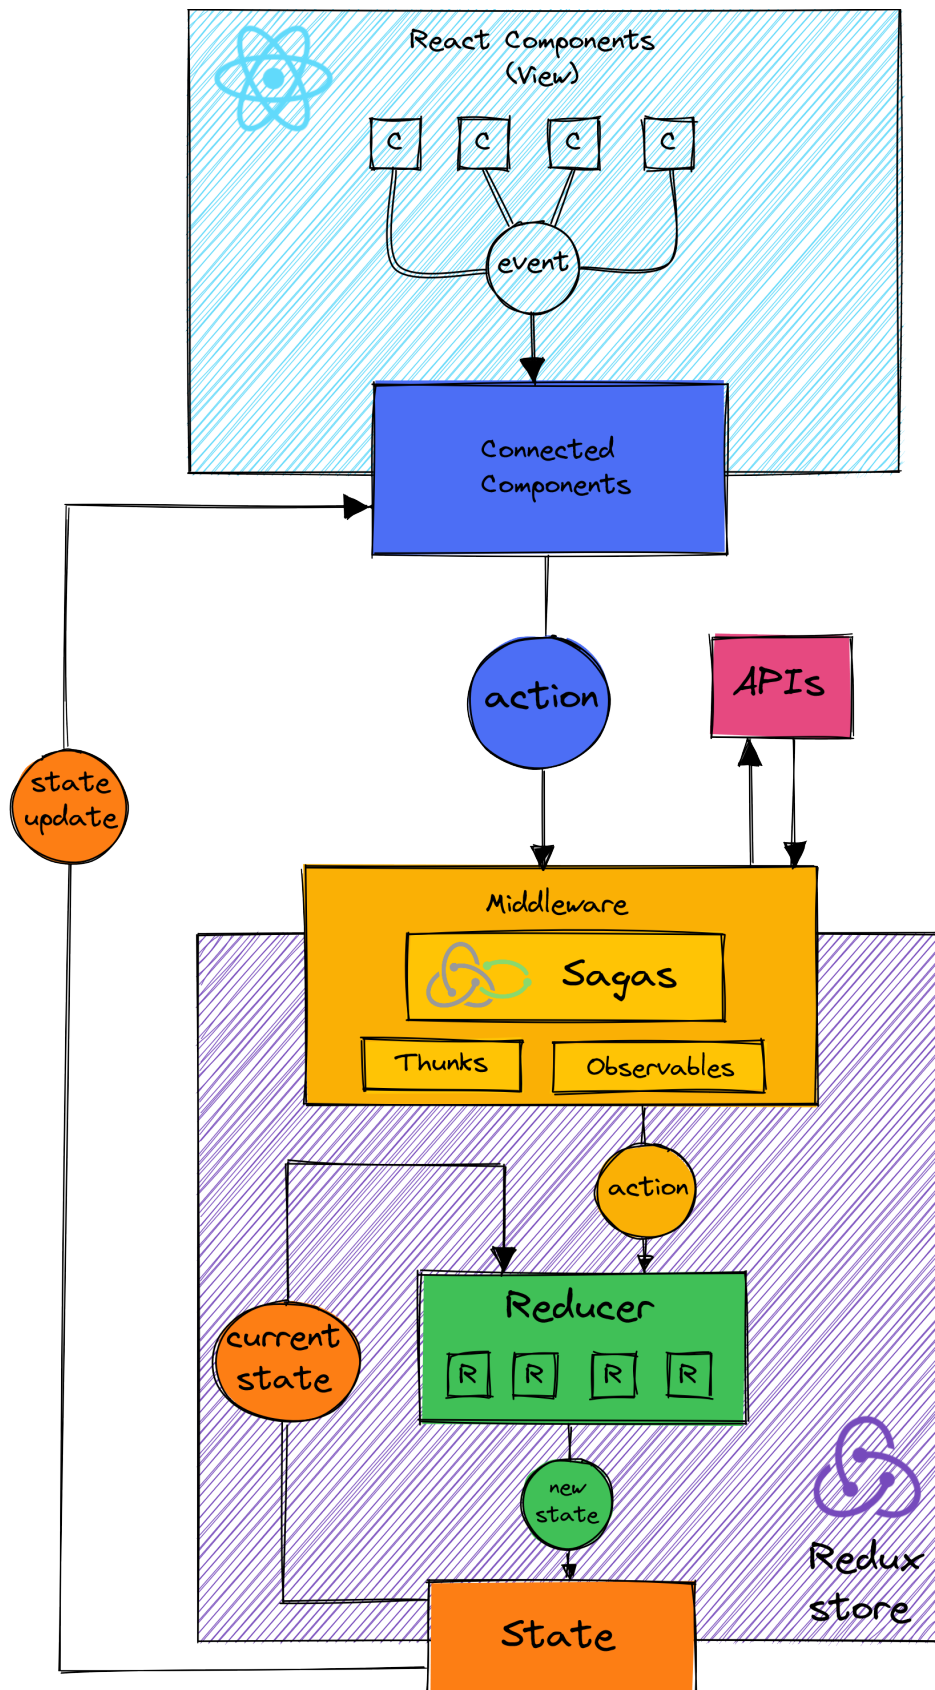 React Components
(View)
C
C
C
C
event
Connected
Components
action
APIs
state
update
Middleware
Sagas
Thunks
Observables
action
Reducer
R
R
R
R
current
state
new
state
Redux
store
State